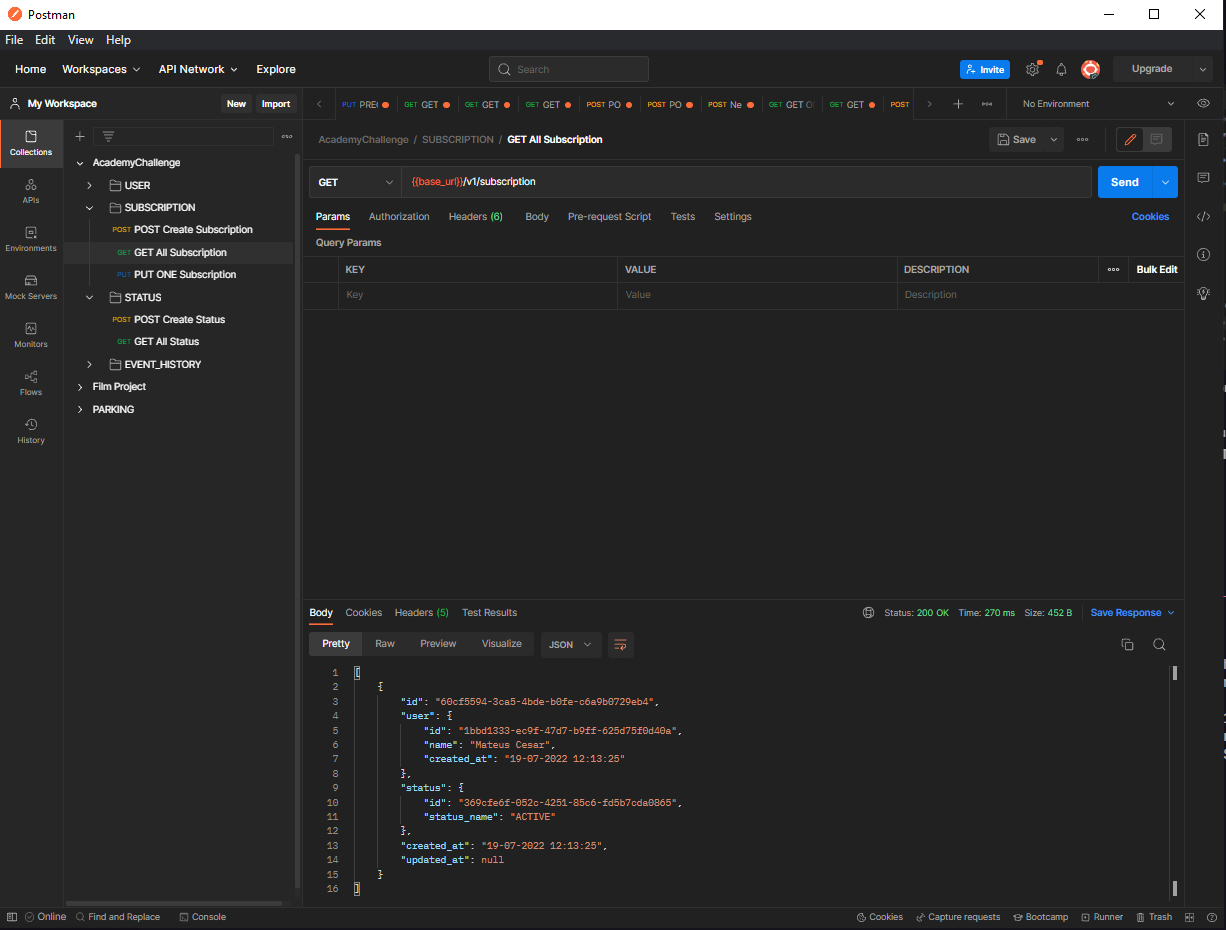 Postman
File Edit View Help
Home Workspaces API Network Explore Search Invite Upgrade
My Workspace New Import PUT GET GET GET GET GET GET POST PO POST PO POST Ne GET GET GET GET POST No Environment
Collections
APIs
Environments
Mock Servers
Monitors
Flows
History
AcademyChallenge
USER
SUBSCRIPTION
POST POST Create Subscription
GET GET All Subscription
PUT PUT ONE Subscription
STATUS
POST POST Create Status
GET GET All Status
EVENT_HISTORY
Film Project
PARKING
AcademyChallenge / SUBSCRIPTION / GET All Subscription Save
GET {{base_url}}/v1/subscription Send
Params Authorization Headers (6) Body Pre-request Script Tests Settings Cookies
Query Params
KEY VALUE DESCRIPTION Bulk Edit
Key Value Description
Body Cookies Headers (5) Test Results Status: 200 OK Time: 270 ms Size: 452 B Save Response
Pretty Raw Preview Visualize JSON
1 [
2 {
3 "id": "60cf5594-3ca5-4bde-b0fe-c6a9b0729eb4",
4 "user": {
5 "id": "1bbd1333-ec9f-47d7-b9ff-625d75f0d40a",
6 "name": "Mateus Cesar",
7 "created_at": "19-07-2022 12:13:25"
8 },
9 "status": {
10 "id": "369cfe6f-052c-4251-85c6-fd5b7cda0865",
11 "status_name": "ACTIVE"
12 },
13 "created_at": "19-07-2022 12:13:25",
14 "updated_at": null
15 }
16 ]
Online Find and Replace Console Cookies Capture requests Bootcamp Runner Trash